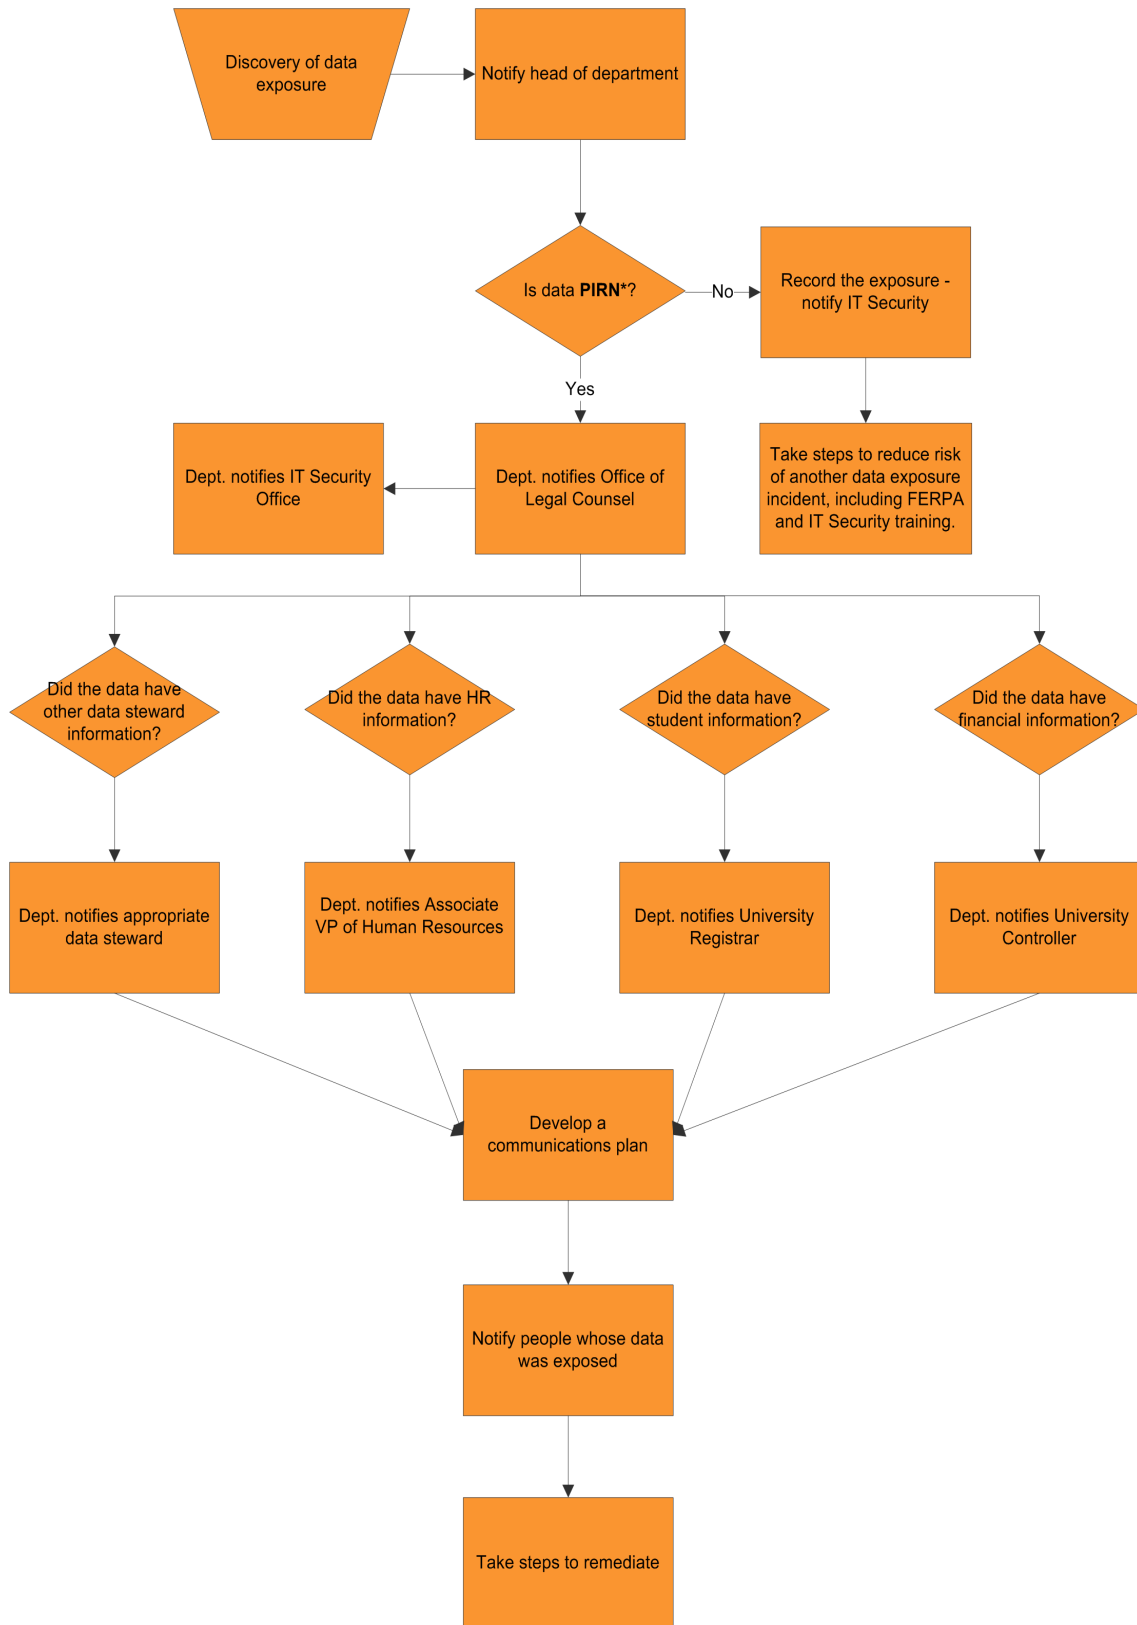 Discovery of data
exposure
Notify head of department
Is data PIRN*?
No
Record the exposure -
notify IT Security
Yes
Dept. notifies IT Security
Office
Dept. notifies Office of
Legal Counsel
Take steps to reduce risk
of another data exposure
incident, including FERPA
and IT Security training.
Did the data have
other data steward
information?
Did the data have HR
information?
Did the data have
student information?
Did the data have
financial information?
Dept. notifies appropriate
data steward
Dept. notifies Associate
VP of Human Resources
Dept. notifies University
Registrar
Dept. notifies University
Controller
Develop a
communications plan
Notify people whose data
was exposed
Take steps to remediate